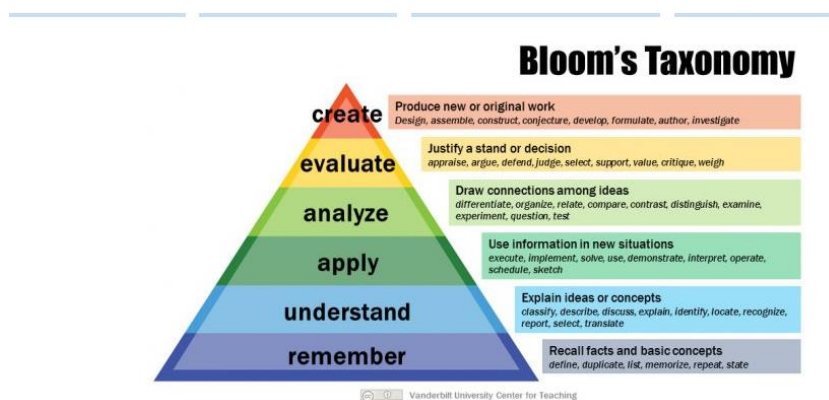 Bloom's Taxonomy
create
Produce new or original work
Design, assemble, construct, conjecture, develop, formulate, author, investigate
evaluate
Justify a stand or decision
appraise, argue, defend, judge, select, support, value, critique, weigh
analyze
Draw connections among ideas
differentiate, organize, relate, compare, contrast, distinguish, examine,
experiment, question, test
apply
Use information in new situations
execute, implement, solve, use, demonstrate, interpret, operate,
schedule, sketch
understand
Explain ideas or concepts
classify, describe, discuss, explain, identify, locate, recognize,
report, select, translate
remember
Recall facts and basic concepts
define, duplicate, list, memorize, repeat, state
Vanderbilt University Center for Teaching